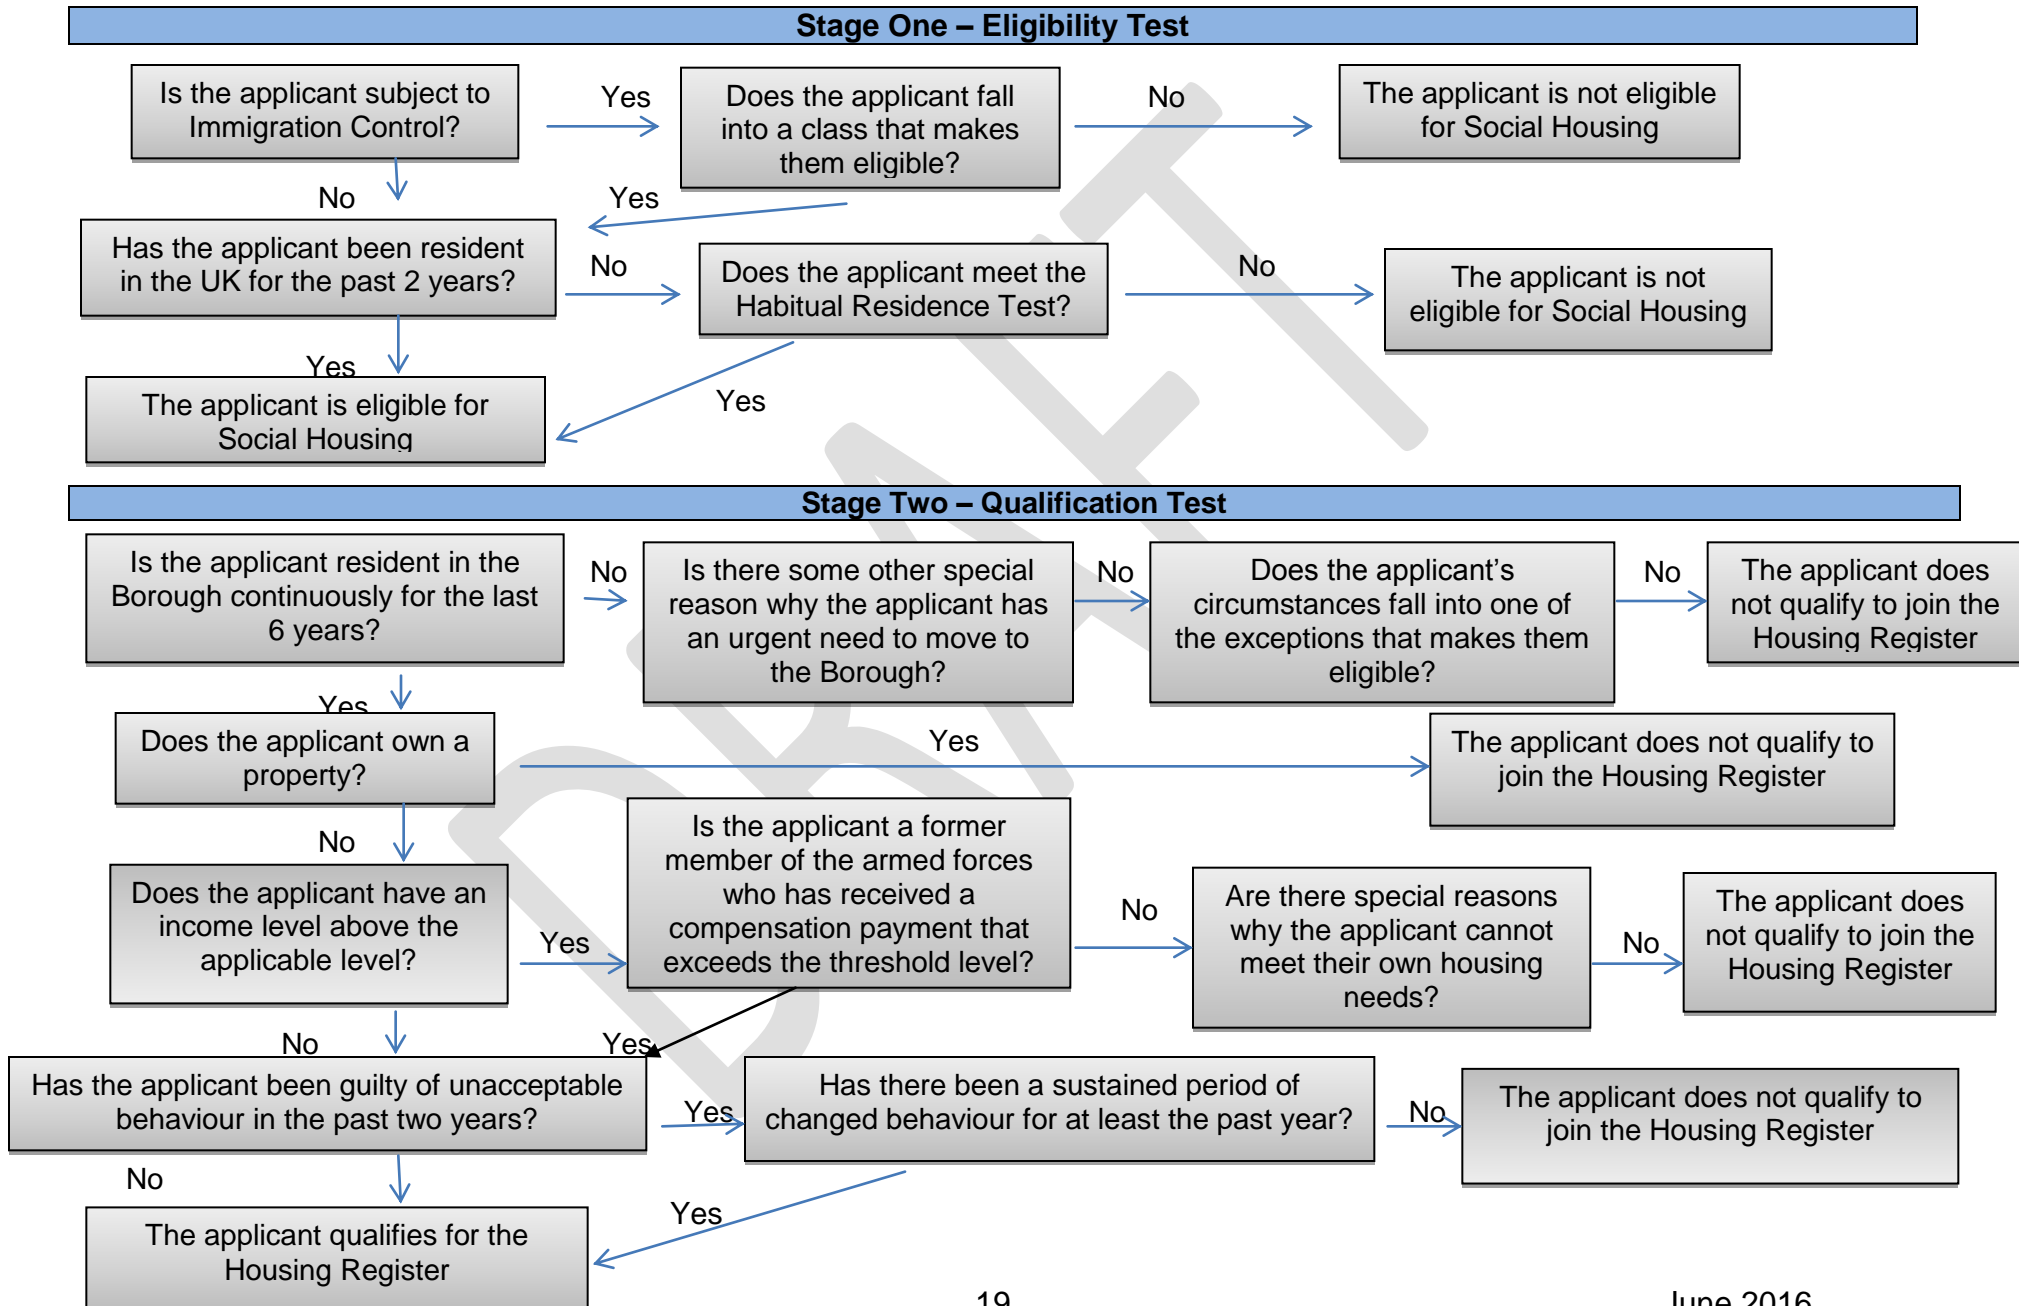 Stage One – Eligibility Test
Is the applicant subject to
Immigration Control?
Yes
Does the applicant fall
into a class that makes
them eligible?
No
The applicant is not eligible
for Social Housing
No
Yes
Has the applicant been resident
in the UK for the past 2 years?
No
Does the applicant meet the
Habitual Residence Test?
No
The applicant is not
eligible for Social Housing
Yes
Yes
The applicant is eligible for
Social Housing
Stage Two – Qualification Test
Is the applicant resident in the
Borough continuously for the last
6 years?
No
Is there some other special
reason why the applicant has
an urgent need to move to
the Borough?
No
Does the applicant’s
circumstances fall into one of
the exceptions that makes them
eligible?
No
The applicant does
not qualify to join the
Housing Register
Yes
Does the applicant own a
property?
Yes
The applicant does not qualify to
join the Housing Register
No
Does the applicant have an
income level above the
applicable level?
Yes
Is the applicant a former
member of the armed forces
who has received a
compensation payment that
exceeds the threshold level?
No
Are there special reasons
why the applicant cannot
meet their own housing
needs?
No
The applicant does
not qualify to join the
Housing Register
No
Yes
Has the applicant been guilty of unacceptable
behaviour in the past two years?
Yes
Has there been a sustained period of
changed behaviour for at least the past year?
No
The applicant does not qualify to
join the Housing Register
No
Yes
The applicant qualifies for the
Housing Register
19
June 2016
DRAFT